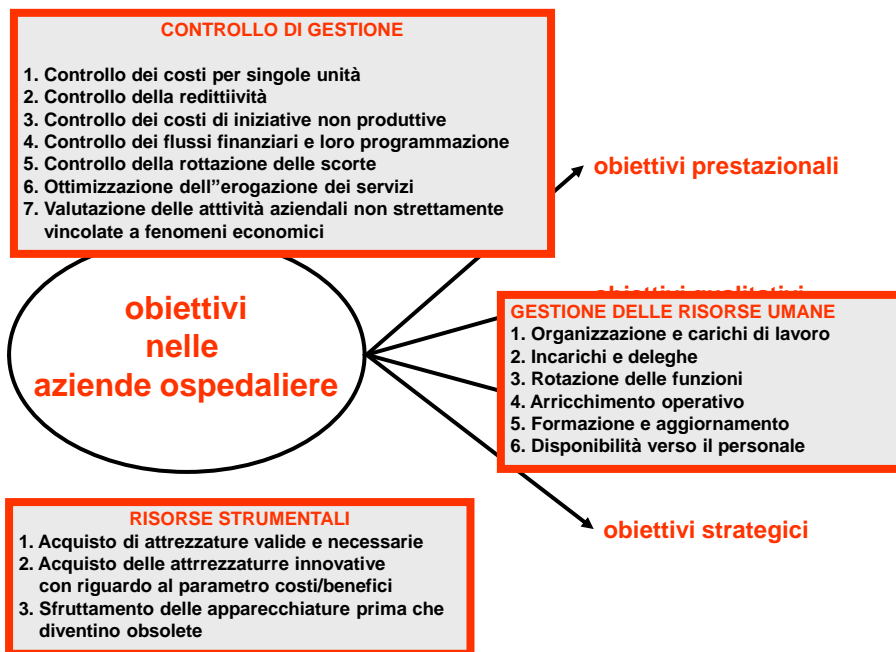 CONTROLLO DI GESTIONE
1. Controllo dei costi per singole unità
2. Controllo della redittiività
3. Controllo dei costi di iniziative non produttive
4. Controllo dei flussi finanziari e loro programmazione
5. Controllo della rottazione delle scorte
6. Ottimizzazione dell”erogazione dei servizi
7. Valutazione delle atttività aziendali non strettamente
vincolate a fenomeni economici
obiettivi prestazionali
obiettivi
nelle
aziende ospedaliere
obiettivi qualitativi
GESTIONE DELLE RISORSE UMANE
1. Organizzazione e carichi di lavoro
2. Incarichi e deleghe
3. Rotazione delle funzioni
4. Arricchimento operativo
5. Formazione e aggiornamento
6. Disponibilità verso il personale
obiettivi strategici
RISORSE STRUMENTALI
1. Acquisto di attrezzature valide e necessarie
2. Acquisto delle attrrezzaturre innovative
con riguardo al parametro costi/benefici
3. Sfruttamento delle apparecchiature prima che
diventino obsolete